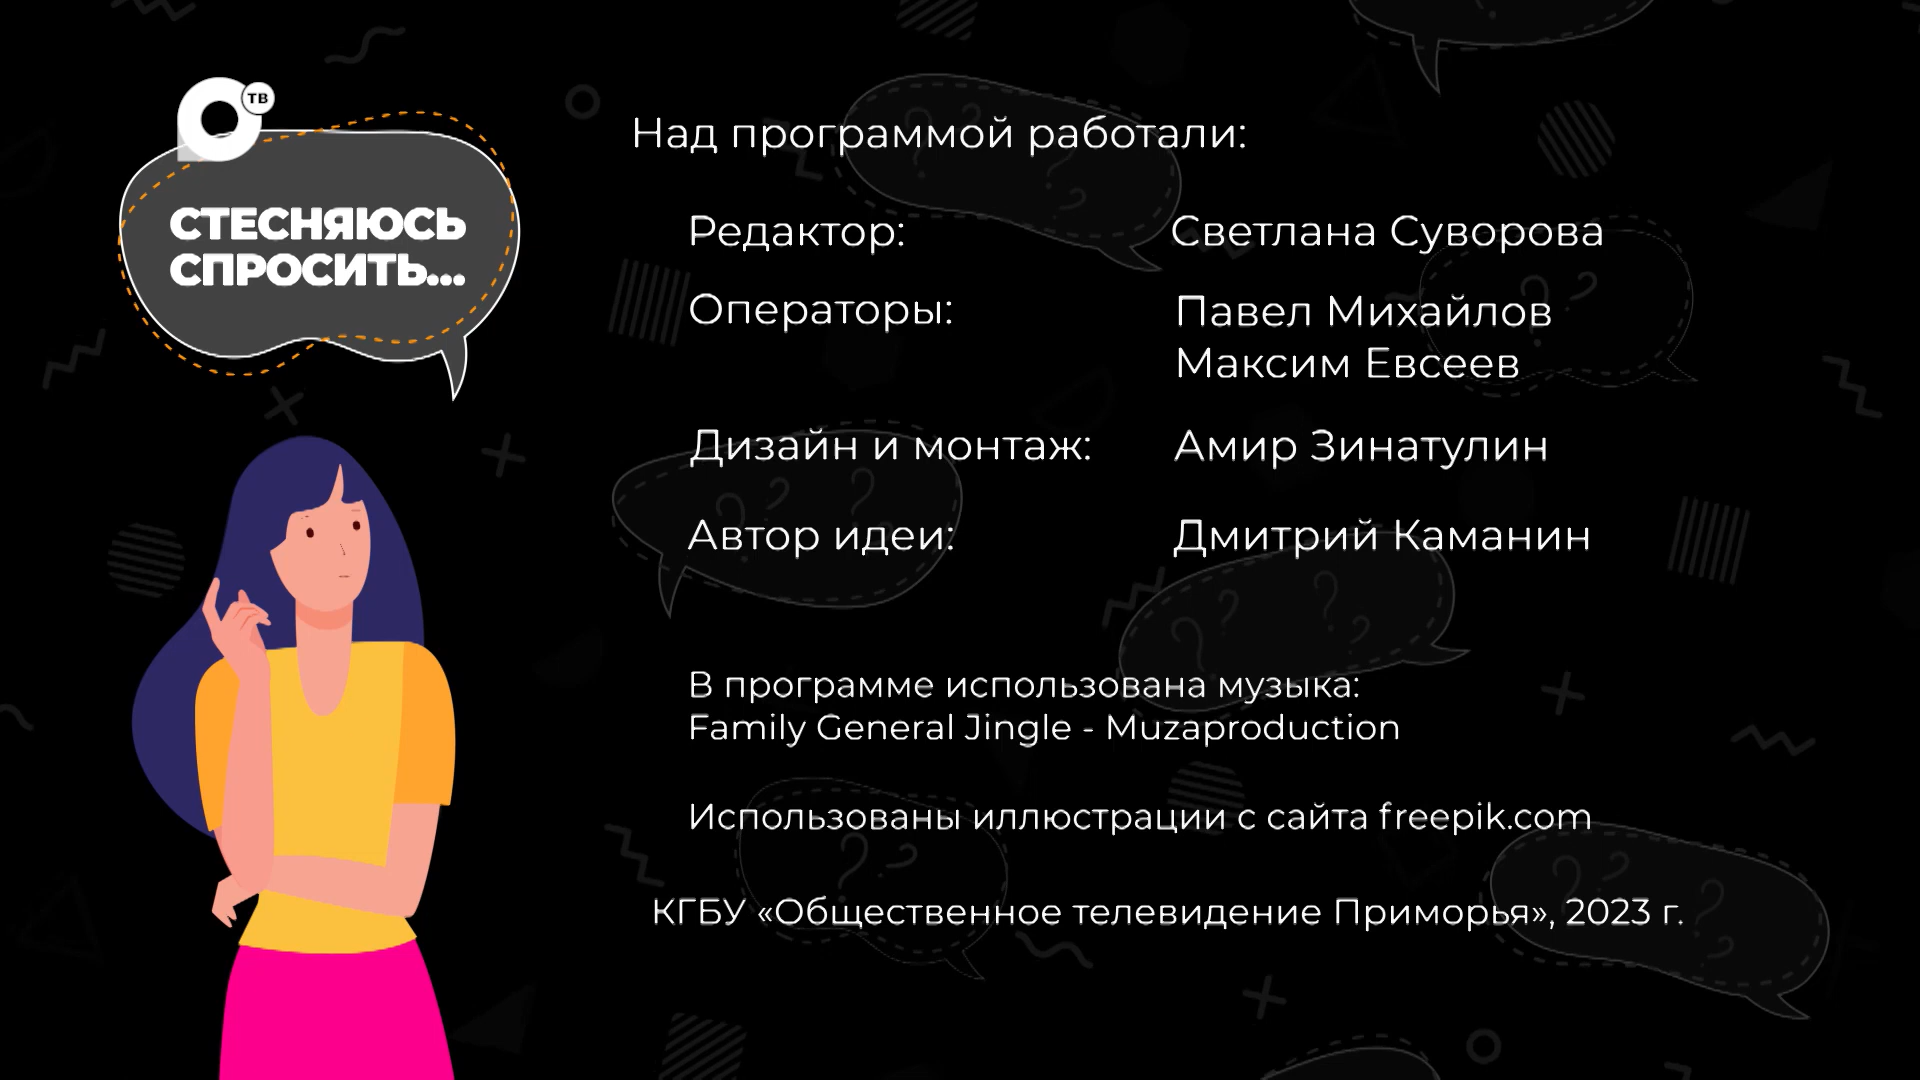 ТВ
СТЕСНЯЮСЬ
СПРОСИТЬ...
Над программой работали:
Редактор: Светлана Суворова
Операторы: Павел Михайлов
Максим Евсеев
Дизайн и монтаж: Амир Зинатулин
Автор идеи: Дмитрий Каманин
В программе использована музыка:
Family General Jingle - Muzaproduction
Использованы иллюстрации с сайта freepik.com
КГБУ «Общественное телевидение Приморья», 2023 г.